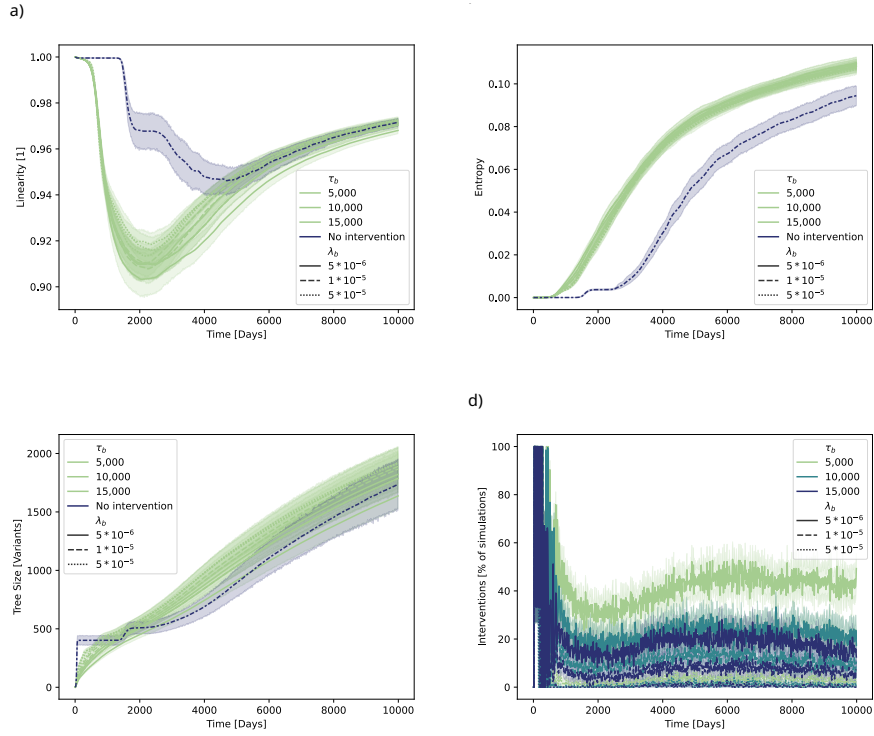 a)
1.00
0.98
0.96
0.94
0.92
0.90
Linearity [1]
τb
5,000
10,000
15,000
No intervention
λb
5 * 10⁻⁶
1 * 10⁻⁵
5 * 10⁻⁵
0 2000 4000 6000 8000 10000
Time [Days]
0.10
0.08
0.06
0.04
0.02
0.00
Entropy
τb
5,000
10,000
15,000
No intervention
λb
5 * 10⁻⁶
1 * 10⁻⁵
5 * 10⁻⁵
0 2000 4000 6000 8000 10000
Time [Days]
2000
1500
1000
500
0
Tree Size [Variants]
τb
5,000
10,000
15,000
No intervention
λb
5 * 10⁻⁶
1 * 10⁻⁵
5 * 10⁻⁵
0 2000 4000 6000 8000 10000
Time [Days]
d)
100
80
60
40
20
0
Interventions [% of simulations]
τb
5,000
10,000
15,000
λb
5 * 10⁻⁶
1 * 10⁻⁵
5 * 10⁻⁵
0 2000 4000 6000 8000 10000
Time [Days]